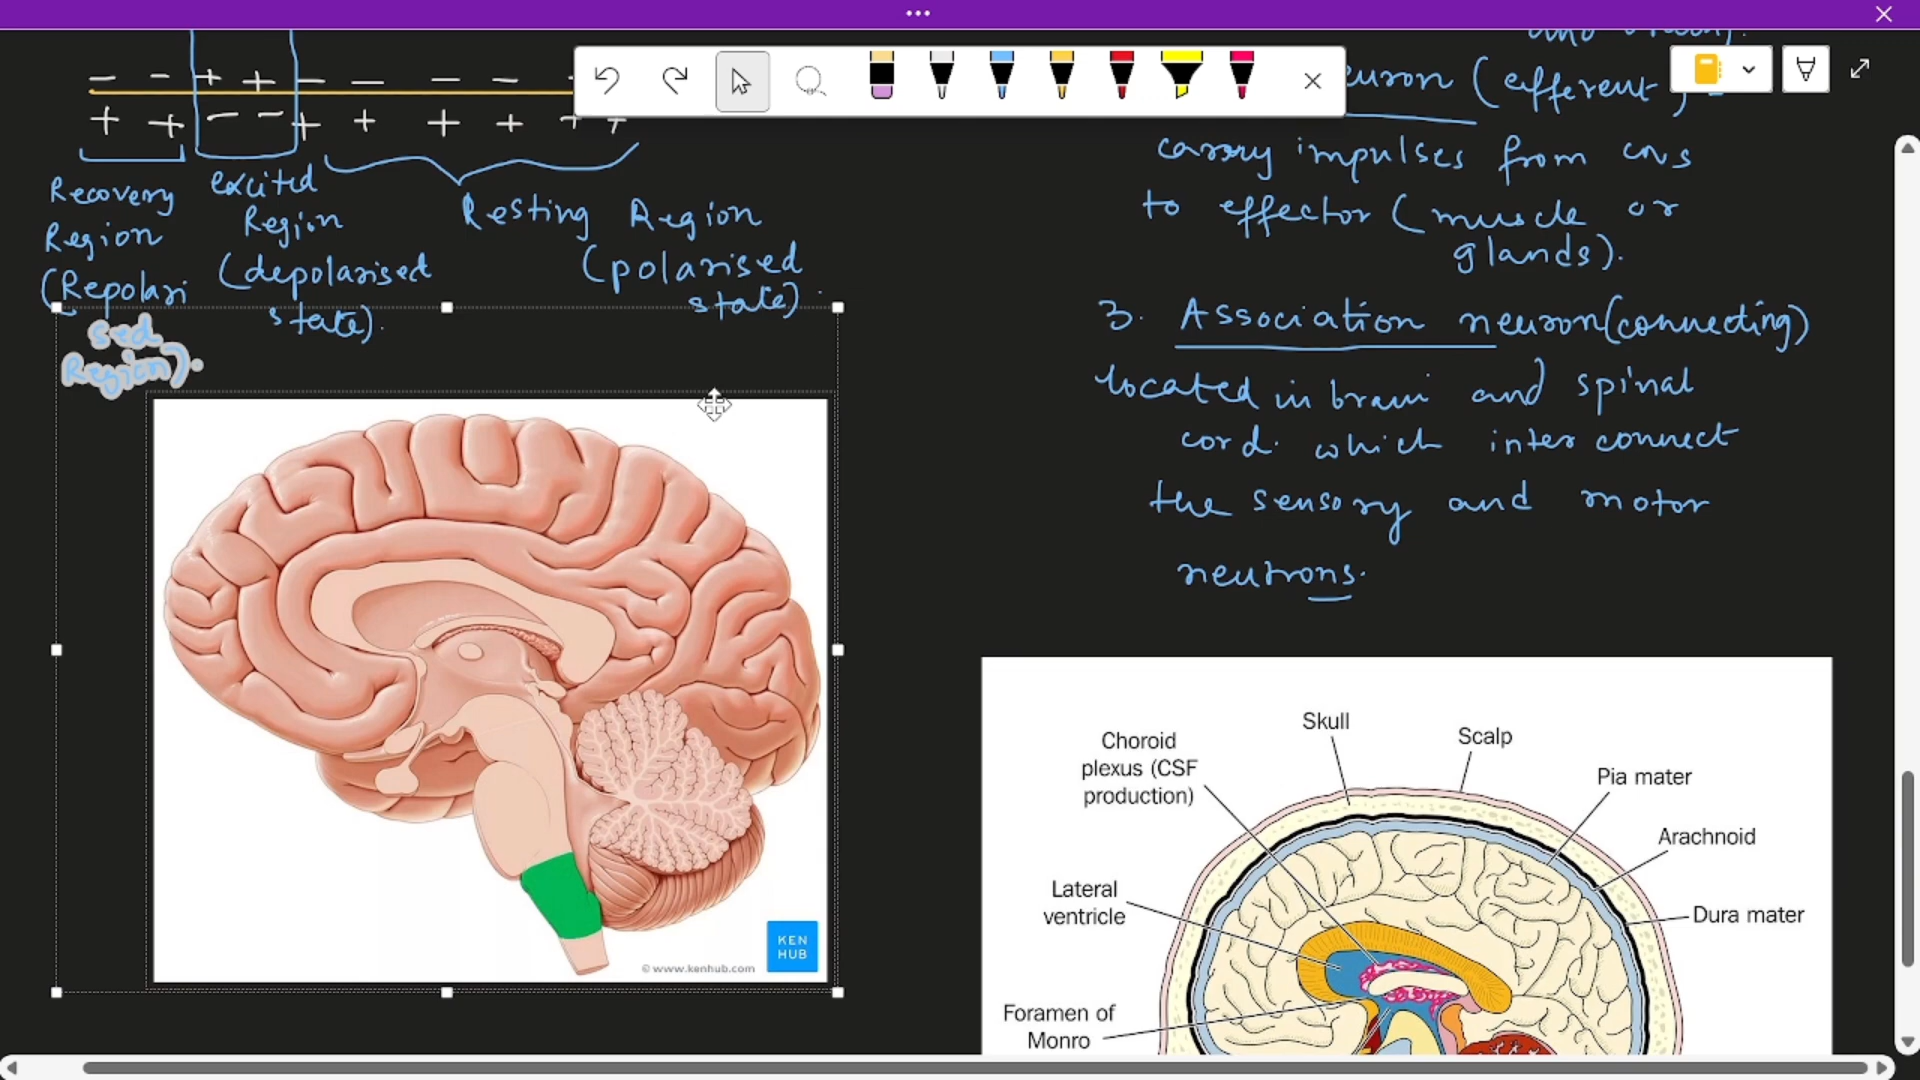 − − + + − − − − −
+ + − − + + + + + +
Recovery
Region
(Repolari
sed
Region).
excited
Region
(depolarised
state).
Resting Region
(polarised
state).
neuron (efferent) -
carry impulses from cns
to effector (muscle or
glands).
3. Association neuron(connecting)
located in brain and spinal
cord. which inter connect
the sensory and motor
neutrons.
KEN
HUB
© www.kenhub.com
Skull
Scalp
Choroid
plexus (CSF
production)
Pia mater
Arachnoid
Lateral
ventricle
Dura mater
Foramen of
Monro